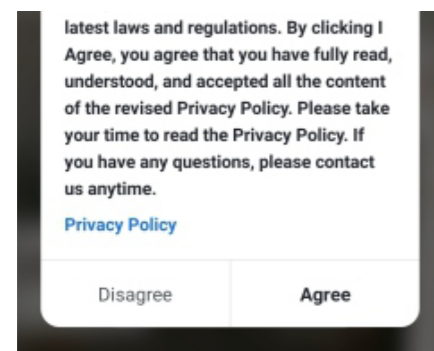 latest laws and regulations. By clicking I
Agree, you agree that you have fully read,
understood, and accepted all the content
of the revised Privacy Policy. Please take
your time to read the Privacy Policy. If
you have any questions, please contact
us anytime.
Privacy Policy
Disagree
Agree